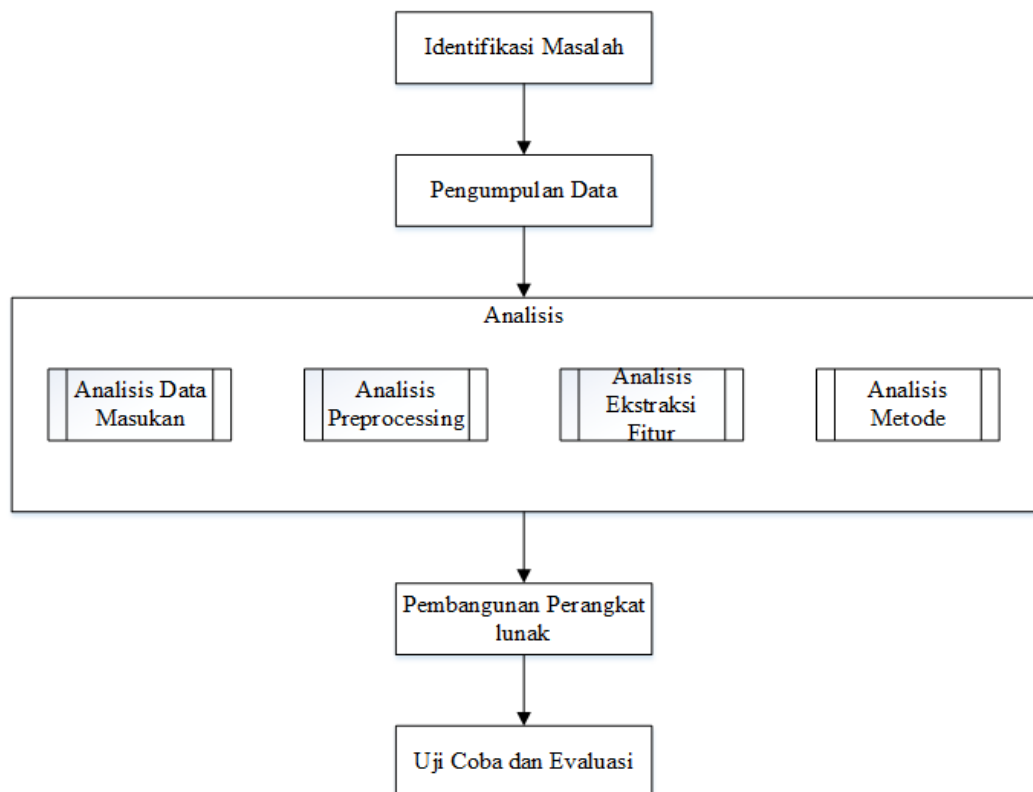 Identifikasi Masalah
Pengumpulan Data
Analisis
Analisis Data
Masukan
Analisis
Preprocessing
Analisis
Ekstraksi
Fitur
Analisis
Metode
Pembangunan Perangkat
lunak
Uji Coba dan Evaluasi